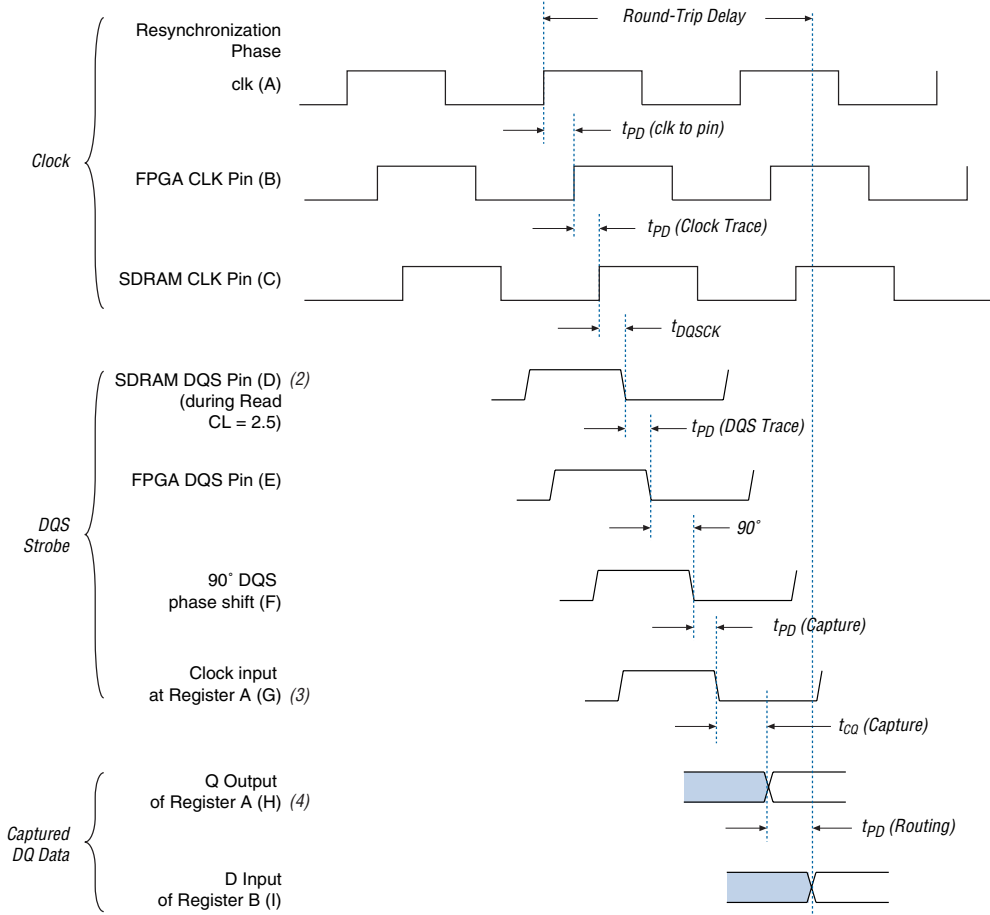 Round-Trip Delay
Resynchronization
Phase
clk (A)
tPD (clk to pin)
Clock
FPGA CLK Pin (B)
tPD (Clock Trace)
SDRAM CLK Pin (C)
tDQSCK
SDRAM DQS Pin (D) (2)
(during Read
CL = 2.5)
tPD (DQS Trace)
FPGA DQS Pin (E)
DQS
Strobe
90˚
90˚ DQS
phase shift (F)
tPD (Capture)
Clock input
at Register A (G) (3)
tCQ (Capture)
Q Output
of Register A (H) (4)
tPD (Routing)
Captured
DQ Data
D Input
of Register B (I)